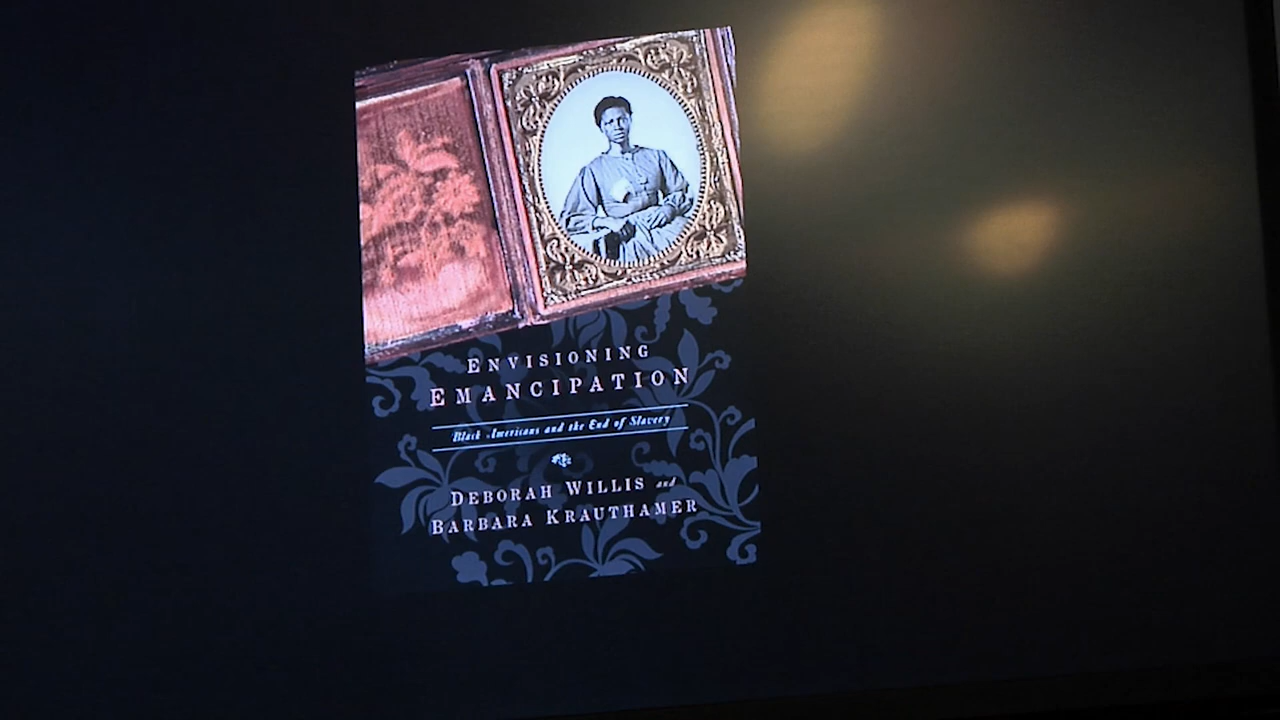 ENVISIONING
EMANCIPATION
Black Americans and the End of Slavery
DEBORAH WILLIS and
BARBARA KRAUTHAMER